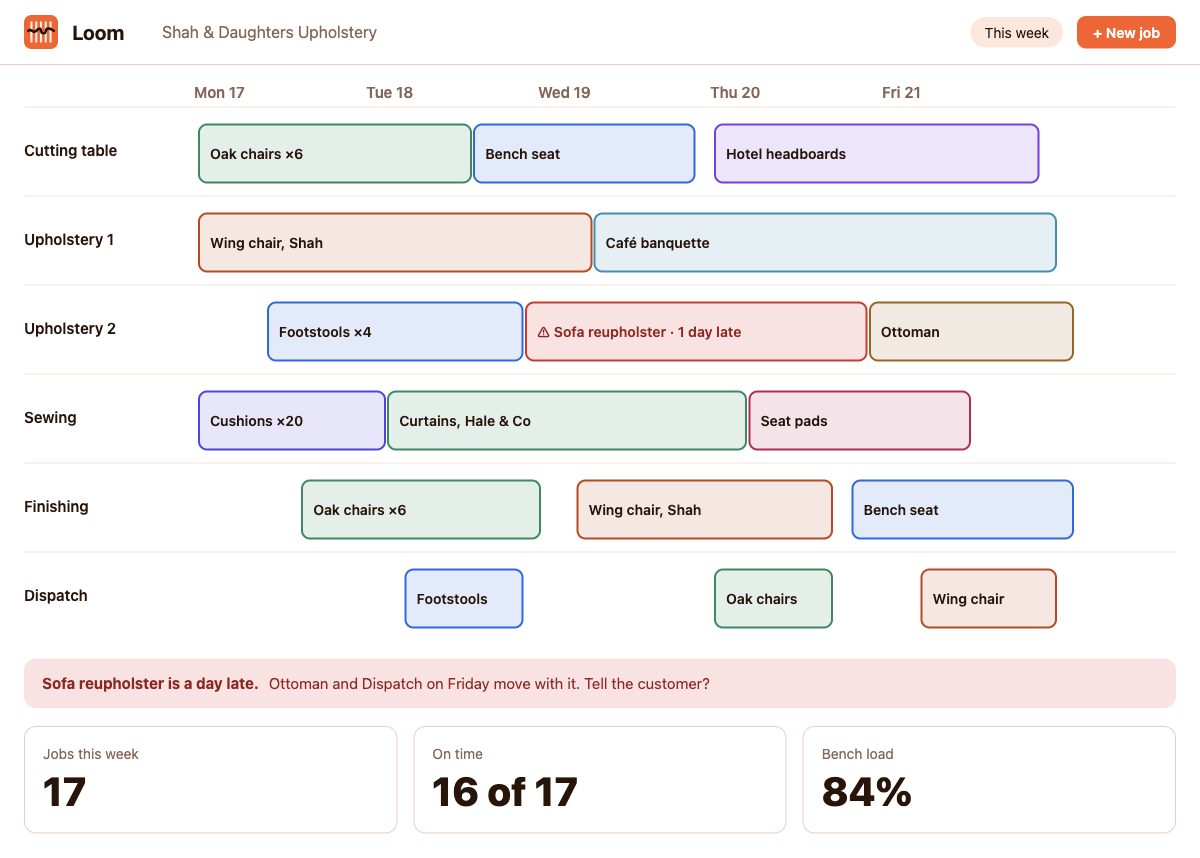 Loom
Shah & Daughters Upholstery
This week
+ New job
Mon 17
Tue 18
Wed 19
Thu 20
Fri 21
Cutting table
Oak chairs ×6
Bench seat
Hotel headboards
Upholstery 1
Wing chair, Shah
Café banquette
Upholstery 2
Footstools ×4
Sofa reupholster · 1 day late
Ottoman
Sewing
Cushions ×20
Curtains, Hale & Co
Seat pads
Finishing
Oak chairs ×6
Wing chair, Shah
Bench seat
Dispatch
Footstools
Oak chairs
Wing chair
Sofa reupholster is a day late. Ottoman and Dispatch on Friday move with it. Tell the customer?
Jobs this week
17
On time
16 of 17
Bench load
84%